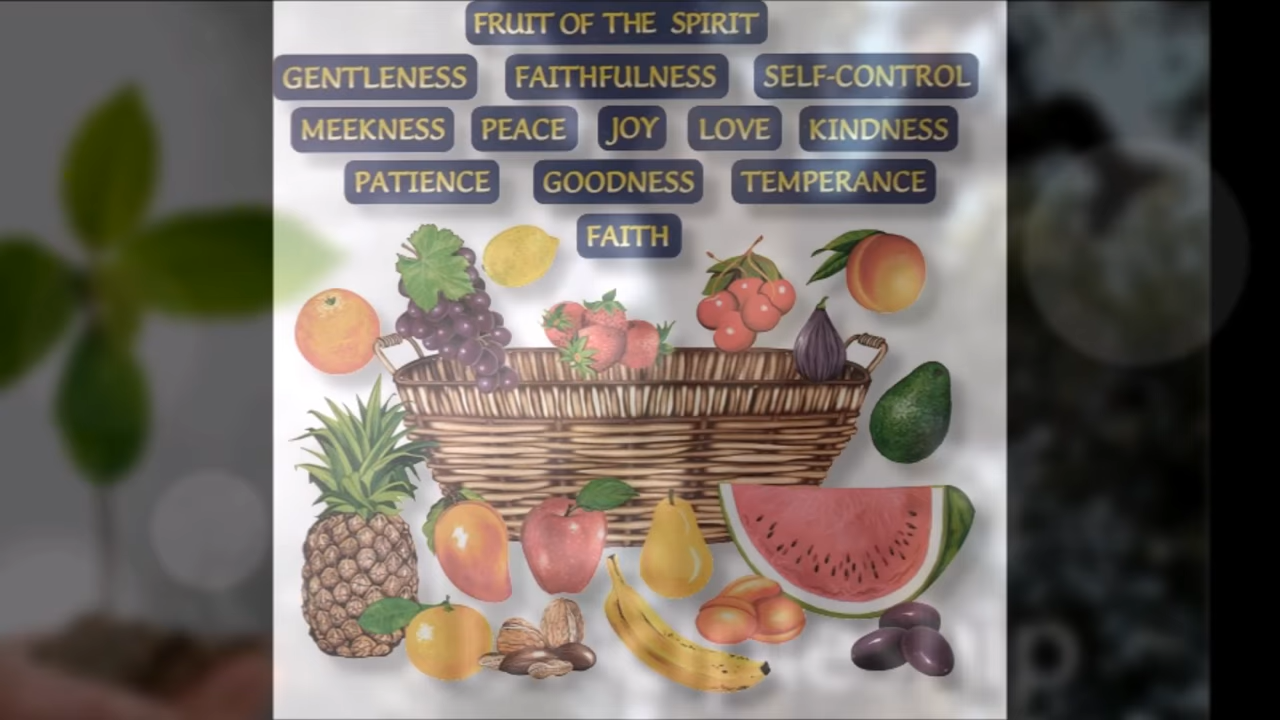 FRUIT OF THE SPIRIT
GENTLENESS FAITHFULNESS SELF-CONTROL
MEEKNESS PEACE JOY LOVE KINDNESS
PATIENCE GOODNESS TEMPERANCE
FAITH